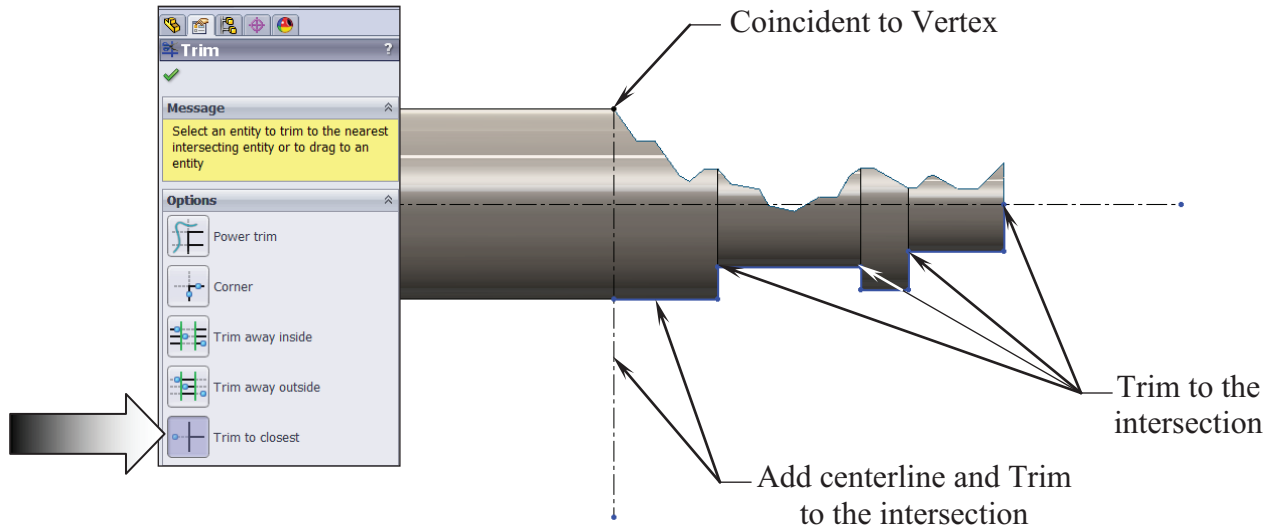 Trim ?
Message
Select an entity to trim to the nearest
intersecting entity or to drag to an
entity
Options
Power trim
Corner
Trim away inside
Trim away outside
Trim to closest
Coincident to Vertex
Trim to the
intersection
Add centerline and Trim
to the intersection